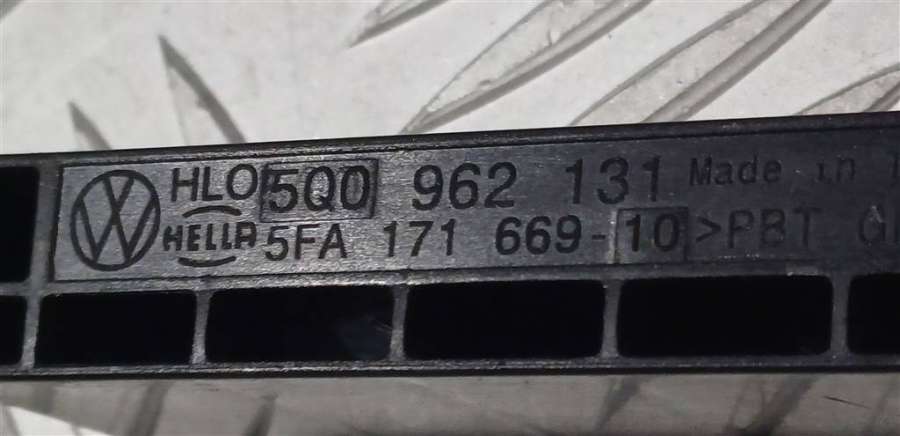 HLO 5Q0 962 131 Made in
HELLA 5FA 171 669-10 >PBT